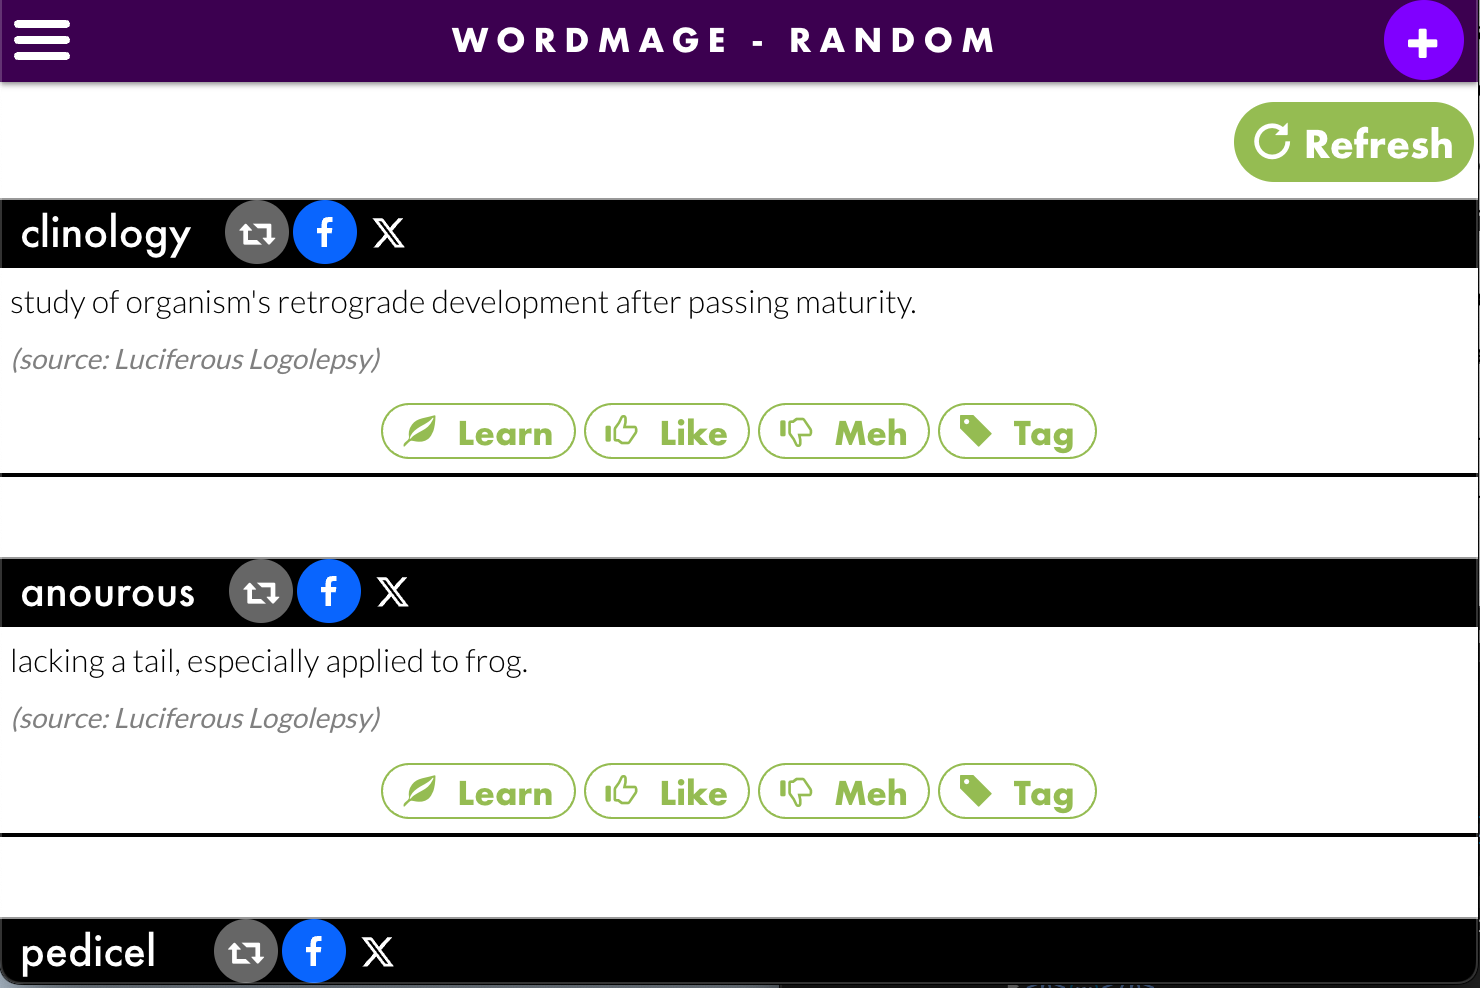 WORDMAGE - RANDOM
Refresh
clinology
study of organism's retrograde development after passing maturity.
(source: Luciferous Logolepsy)
Learn Like Meh Tag
anourous
lacking a tail, especially applied to frog.
(source: Luciferous Logolepsy)
Learn Like Meh Tag
pedicel